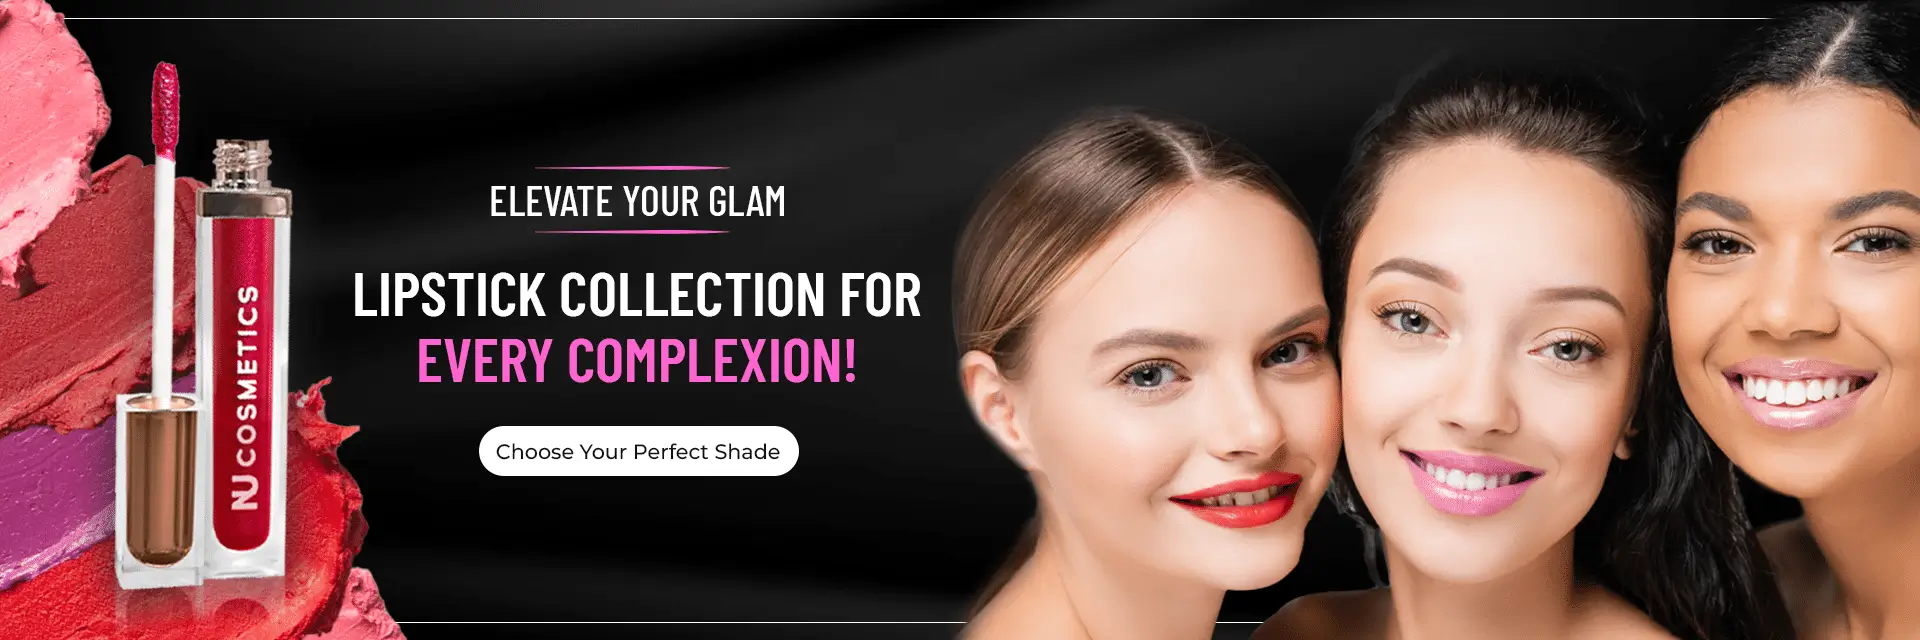 ELEVATE YOUR GLAM
LIPSTICK COLLECTION FOR
EVERY COMPLEXION!
Choose Your Perfect Shade
NU COSMETICS